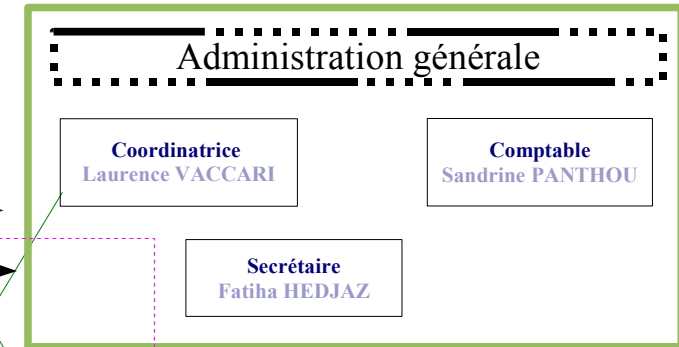 Administration générale
Coordinatrice
Laurence VACCARI
Comptable
Sandrine PANTHOU
Secrétaire
Fatiha HEDJAZ